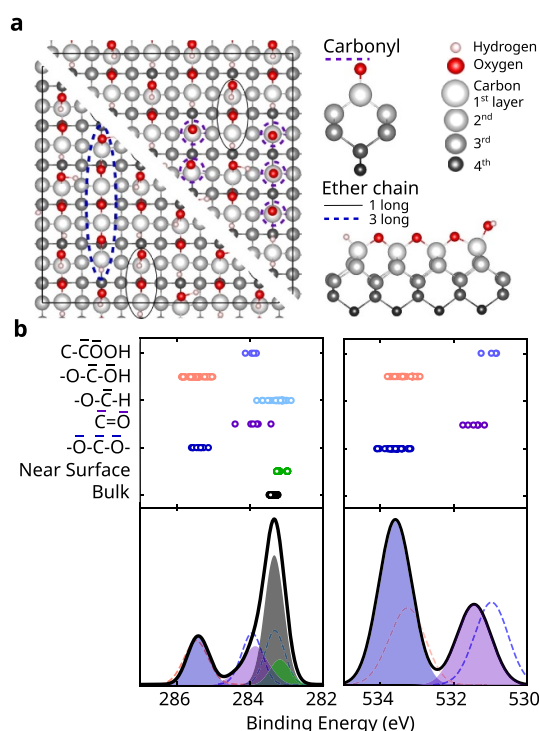 a
Carbonyl
Hydrogen
Oxygen
Carbon
1st layer
2nd
3rd
4th
Ether chain
1 long
3 long
b
C-C̅O̅OH
-O-C̅-O̅H
-O-C̅-H
C̅=O̅
-O̅-C̅-O̅-
Near Surface
Bulk
286 284 282 534 532 530
Binding Energy (eV)